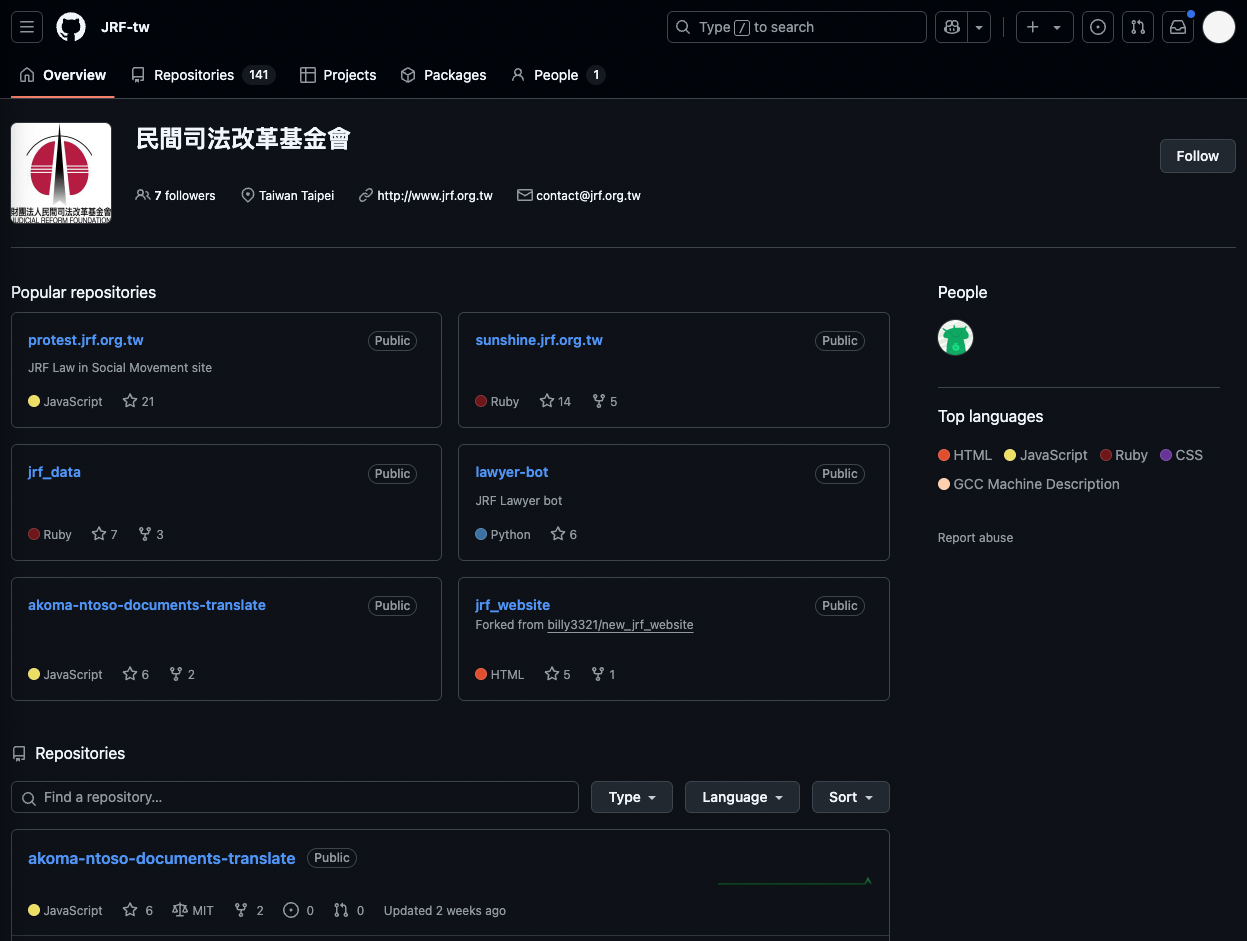 JRF-tw
Type / to search
Overview
Repositories 141
Projects
Packages
People 1
民間司法改革基金會
財團法人民間司法改革基金會
JUDICIAL REFORM FOUNDATION
7 followers
Taiwan Taipei
http://www.jrf.org.tw
contact@jrf.org.tw
Follow
Popular repositories
protest.jrf.org.tw
Public
JRF Law in Social Movement site
JavaScript 21
sunshine.jrf.org.tw
Public
Ruby 14 5
jrf_data
Public
Ruby 7 3
lawyer-bot
Public
JRF Lawyer bot
Python 6
akoma-ntoso-documents-translate
Public
JavaScript 6 2
jrf_website
Public
Forked from billy3321/new_jrf_website
HTML 5 1
People
Top languages
HTML JavaScript Ruby CSS
GCC Machine Description
Report abuse
Repositories
Find a repository...
Type
Language
Sort
akoma-ntoso-documents-translate Public
JavaScript 6 MIT 2 0 0 Updated 2 weeks ago